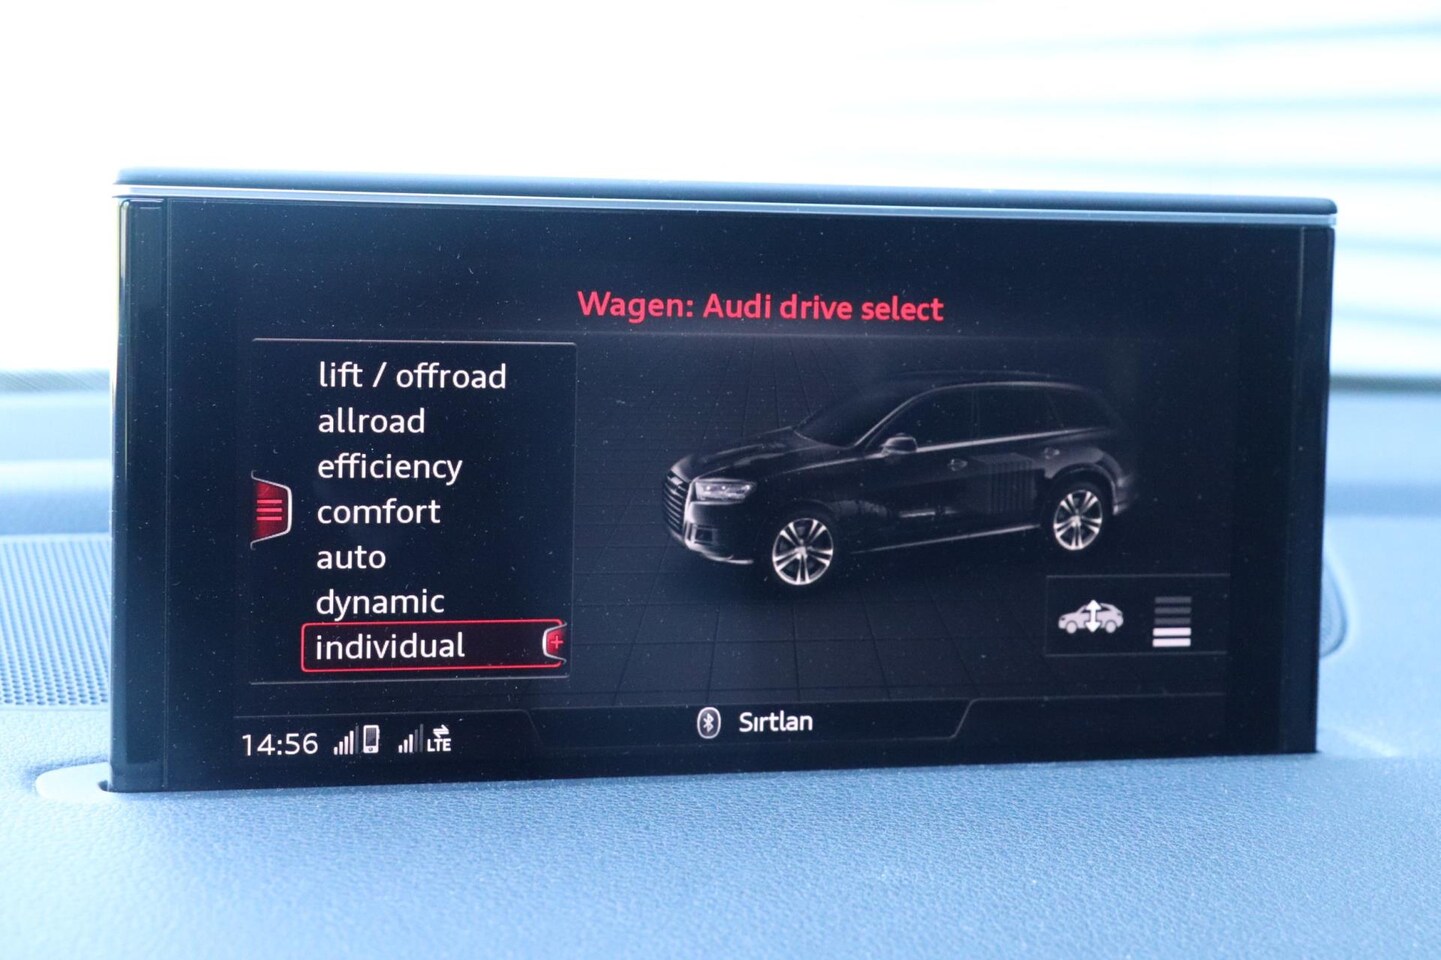 Wagen: Audi drive select
lift / offroad
allroad
efficiency
comfort
auto
dynamic
individual
14:56
LTE
Sırtlan